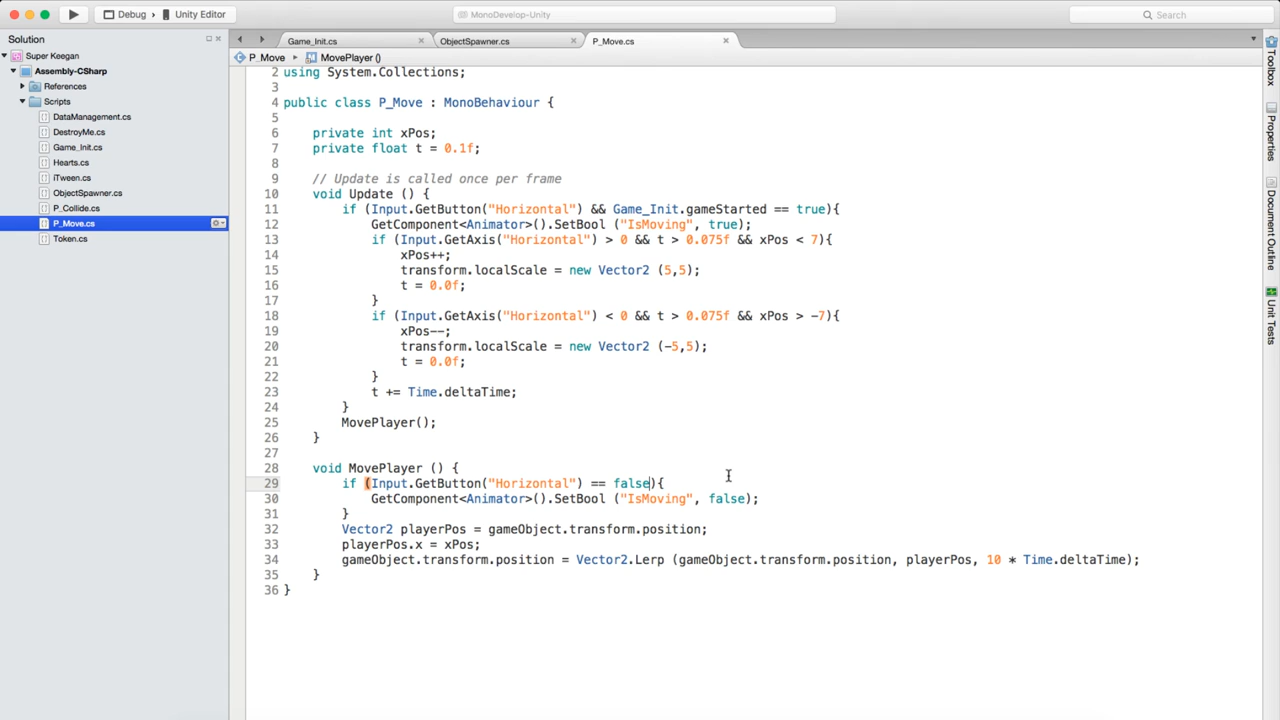 Debug
Unity Editor
MonoDevelop-Unity
Search
Solution
Super Keegan
Assembly-CSharp
References
Scripts
DataManagement.cs
DestroyMe.cs
Game_Init.cs
Hearts.cs
iTween.cs
ObjectSpawner.cs
P_Collide.cs
P_Move.cs
Token.cs
Game_Init.cs
ObjectSpawner.cs
P_Move.cs
P_Move
MovePlayer ()
2 using System.Collections;
3
4 public class P_Move : MonoBehaviour {
5
6 private int xPos;
7 private float t = 0.1f;
8
9 // Update is called once per frame
10 void Update () {
11 if (Input.GetButton("Horizontal") && Game_Init.gameStarted == true){
12 GetComponent<Animator>().SetBool ("IsMoving", true);
13 if (Input.GetAxis("Horizontal") > 0 && t > 0.075f && xPos < 7){
14 xPos++;
15 transform.localScale = new Vector2 (5,5);
16 t = 0.0f;
17 }
18 if (Input.GetAxis("Horizontal") < 0 && t > 0.075f && xPos > -7){
19 xPos--;
20 transform.localScale = new Vector2 (-5,5);
21 t = 0.0f;
22 }
23 t += Time.deltaTime;
24 }
25 MovePlayer();
26 }
27
28 void MovePlayer () {
29 if (Input.GetButton("Horizontal") == false){
30 GetComponent<Animator>().SetBool ("IsMoving", false);
31 }
32 Vector2 playerPos = gameObject.transform.position;
33 playerPos.x = xPos;
34 gameObject.transform.position = Vector2.Lerp (gameObject.transform.position, playerPos, 10 * Time.deltaTime);
35 }
36 }
Toolbox
Properties
Document Outline
Unit Tests